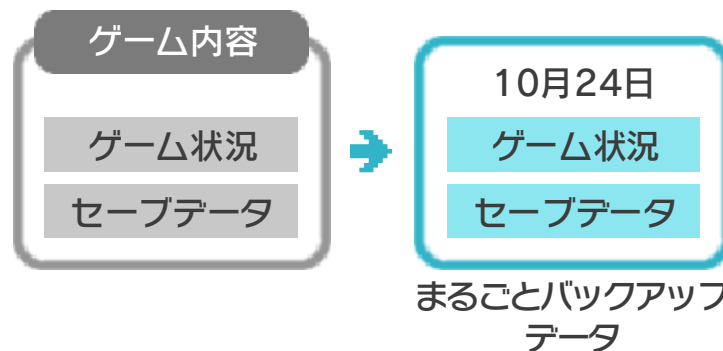 ゲーム内容
ゲーム状況
セーブデータ
10月24日
ゲーム状況
セーブデータ
まるごとバックアップ
データ